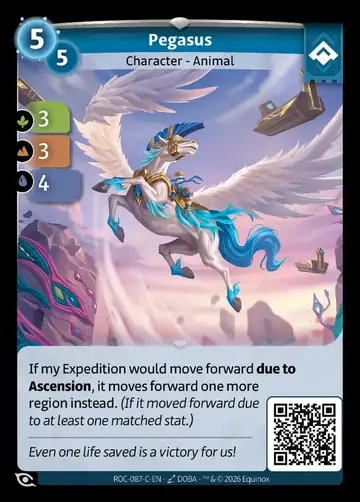 5
5
Pegasus
Character - Animal
3
3
4
If my Expedition would move forward due to
Ascension, it moves forward one more
region instead. (If it moved forward due
to at least one matched stat.)
Even one life saved is a victory for us!
ROC-087-C-EN - DOBA - ™ & © 2026 Equinox